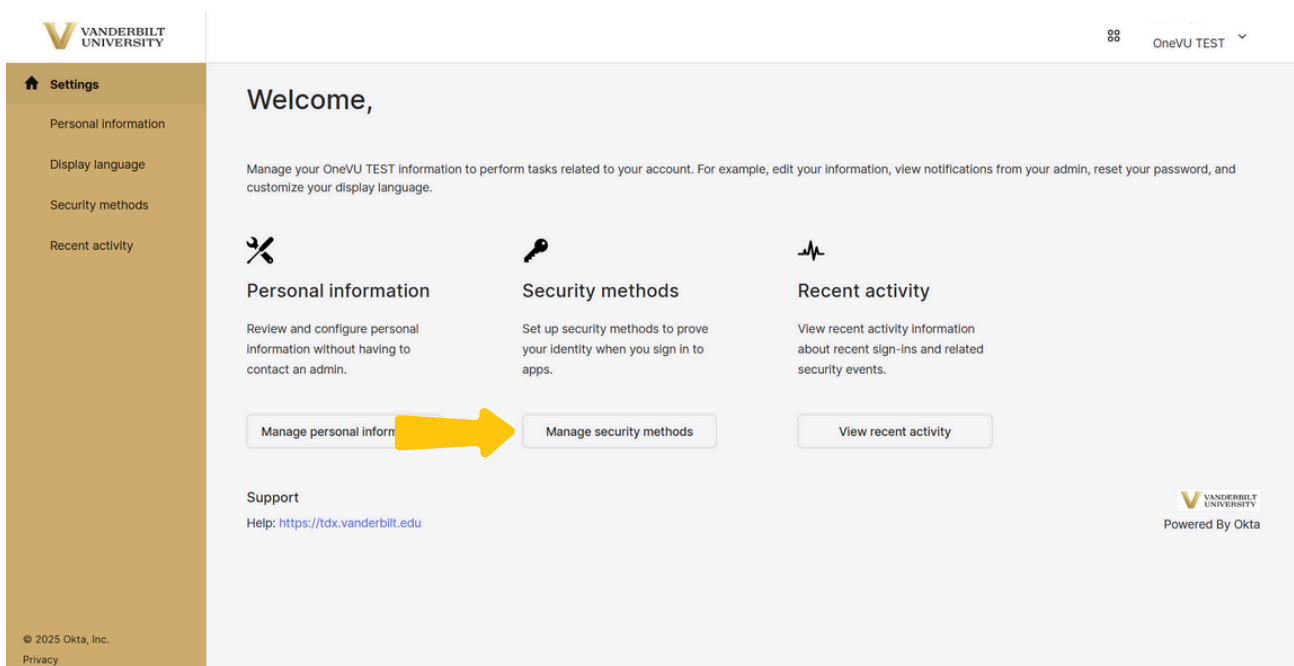 VANDERBILT
UNIVERSITY
OneVU TEST
Settings
Personal information
Display language
Security methods
Recent activity
Welcome,
Manage your OneVU TEST information to perform tasks related to your account. For example, edit your information, view notifications from your admin, reset your password, and
customize your display language.
Personal information
Review and configure personal
information without having to
contact an admin.
Manage personal inform
Security methods
Set up security methods to prove
your identity when you sign in to
apps.
Manage security methods
Recent activity
View recent activity information
about recent sign-ins and related
security events.
View recent activity
Support
Help: https://tdx.vanderbilt.edu
VANDERBILT
UNIVERSITY
Powered By Okta
© 2025 Okta, Inc.
Privacy